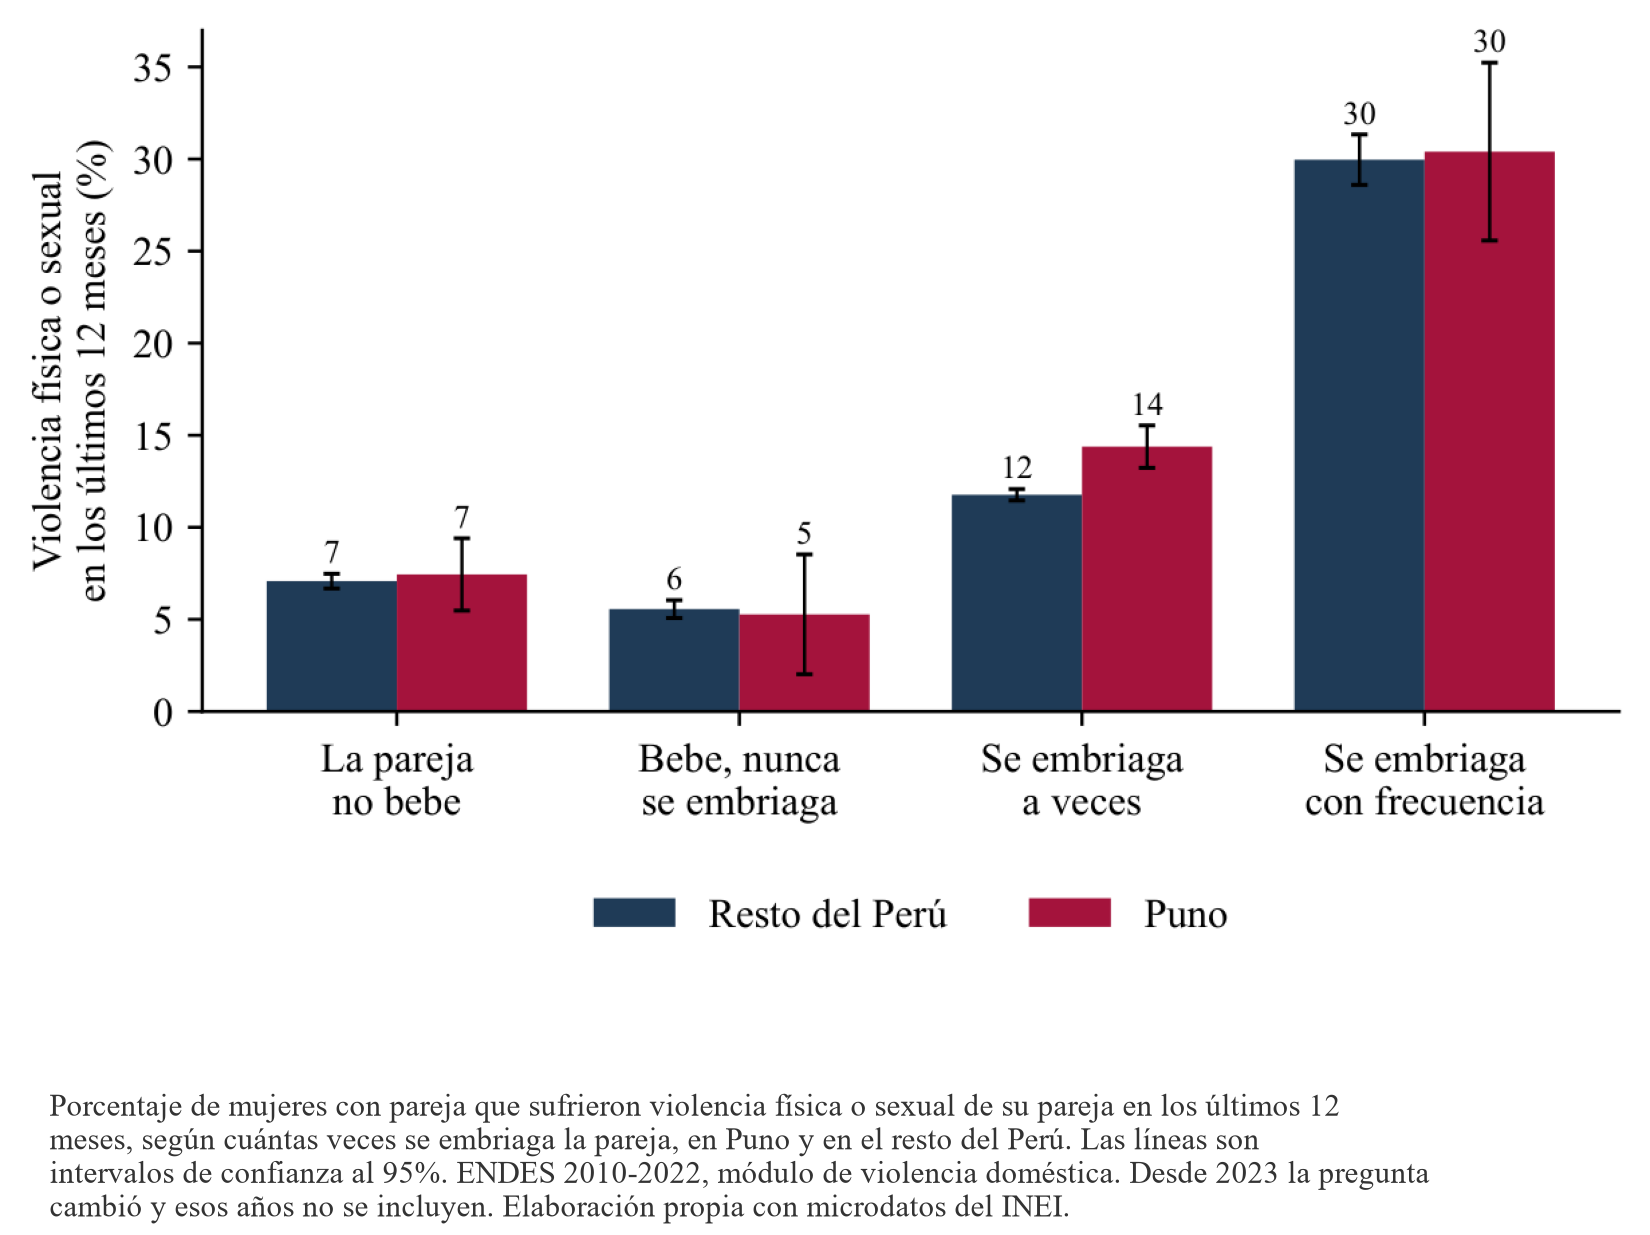 Violencia física o sexual
en los últimos 12 meses (%)
35
30
25
20
15
10
5
0
7
7
6
5
12
14
30
30
La pareja
no bebe
Bebe, nunca
se embriaga
Se embriaga
a veces
Se embriaga
con frecuencia
Resto del Perú
Puno
Porcentaje de mujeres con pareja que sufrieron violencia física o sexual de su pareja en los últimos 12
meses, según cuántas veces se embriaga la pareja, en Puno y en el resto del Perú. Las líneas son
intervalos de confianza al 95%. ENDES 2010-2022, módulo de violencia doméstica. Desde 2023 la pregunta
cambió y esos años no se incluyen. Elaboración propia con microdatos del INEI.